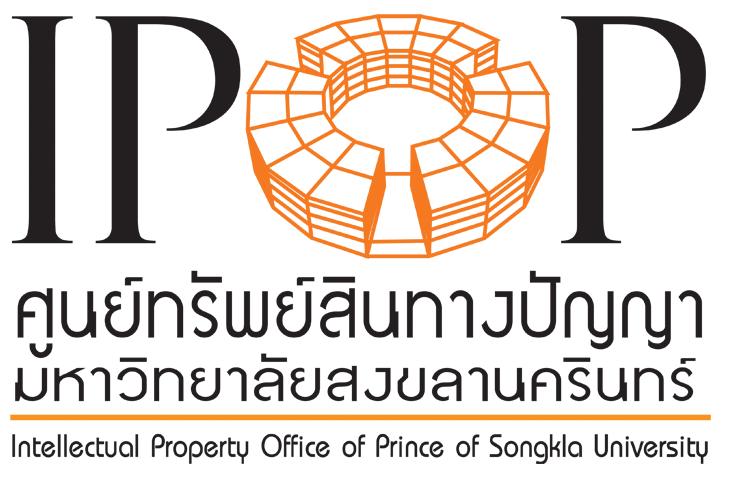 IPOP
ศูนย์ทรัพย์สินทางปัญญา
มหาวิทยาลัยสงขลานครินทร์
Intellectual Property Office of Prince of Songkla University